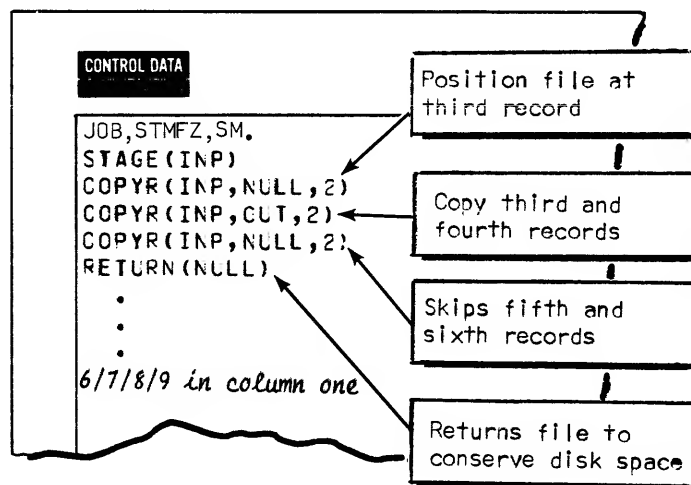 CONTROL DATA
JOB,STMFZ,SM.
STAGE(INP)
COPYR(INP,NULL,2)
COPYR(INP,CUT,2)
COPYR(INP,NULL,2)
RETURN(NULL)
6/7/8/9 in column one
Position file at
third record
Copy third and
fourth records
Skips fifth and
sixth records
Returns file to
conserve disk space